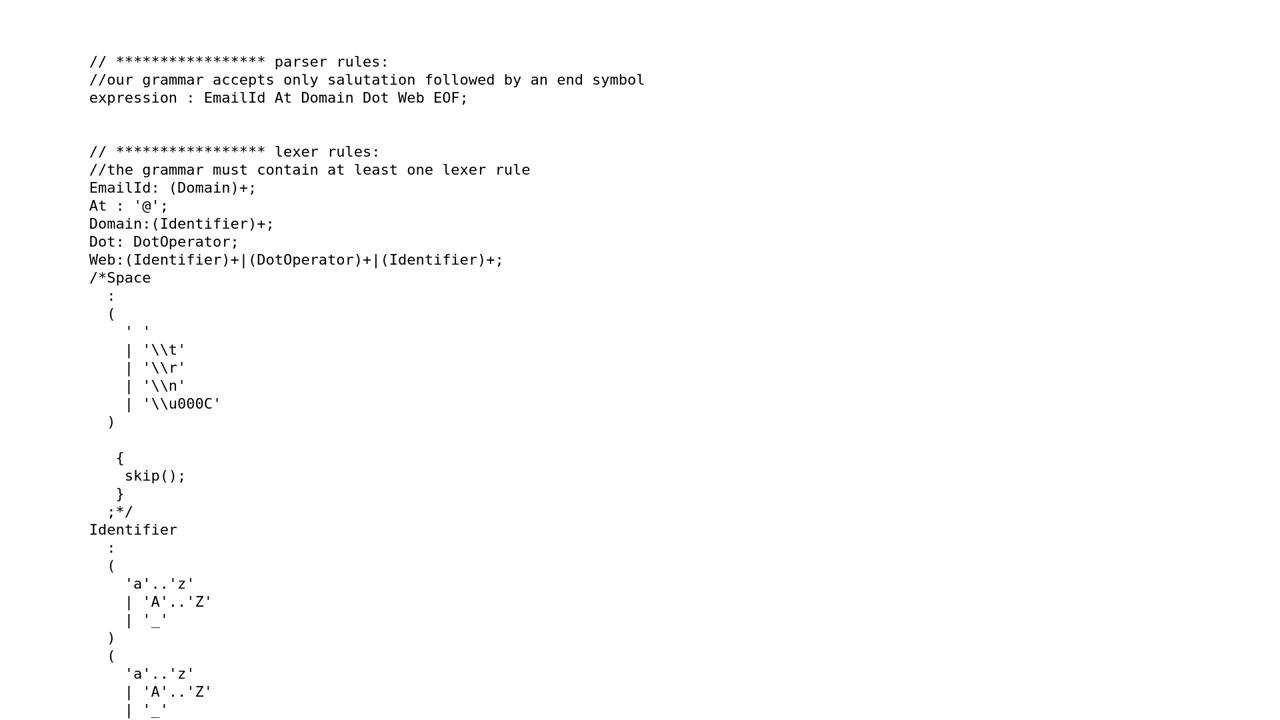 // ***************** parser rules:
//our grammar accepts only salutation followed by an end symbol
expression : EmailId At Domain Dot Web EOF;
// ***************** lexer rules:
//the grammar must contain at least one lexer rule
EmailId: (Domain)+;
At : '@';
Domain:(Identifier)+;
Dot: DotOperator;
Web:(Identifier)+|(DotOperator)+|(Identifier)+;
/*Space
:
(
' '
| '\\t'
| '\\r'
| '\\n'
| '\\u000C'
)
{
skip();
}
;*/
Identifier
:
(
'a'..'z'
| 'A'..'Z'
| '_'
)
(
'a'..'z'
| 'A'..'Z'
| '_'